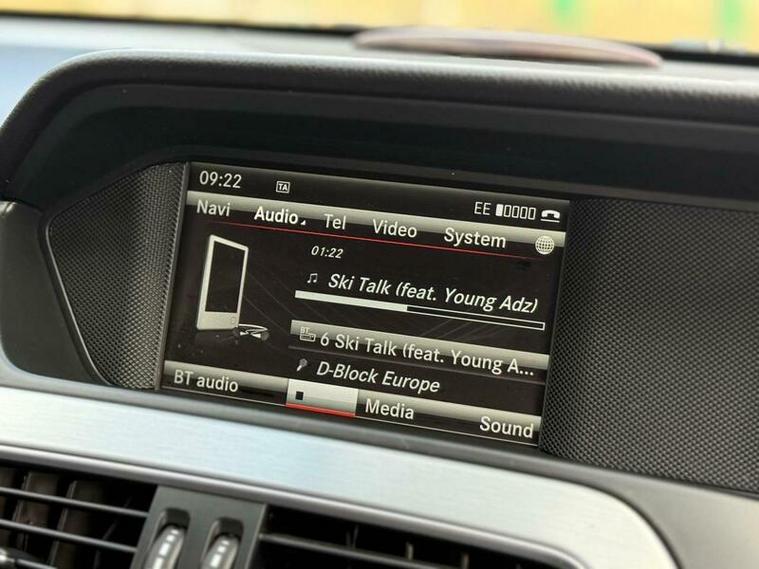 09:22 TA EE
Navi Audio Tel Video System
01:22
Ski Talk (feat. Young Adz)
BT 6 Ski Talk (feat. Young A...
D-Block Europe
BT audio Media Sound